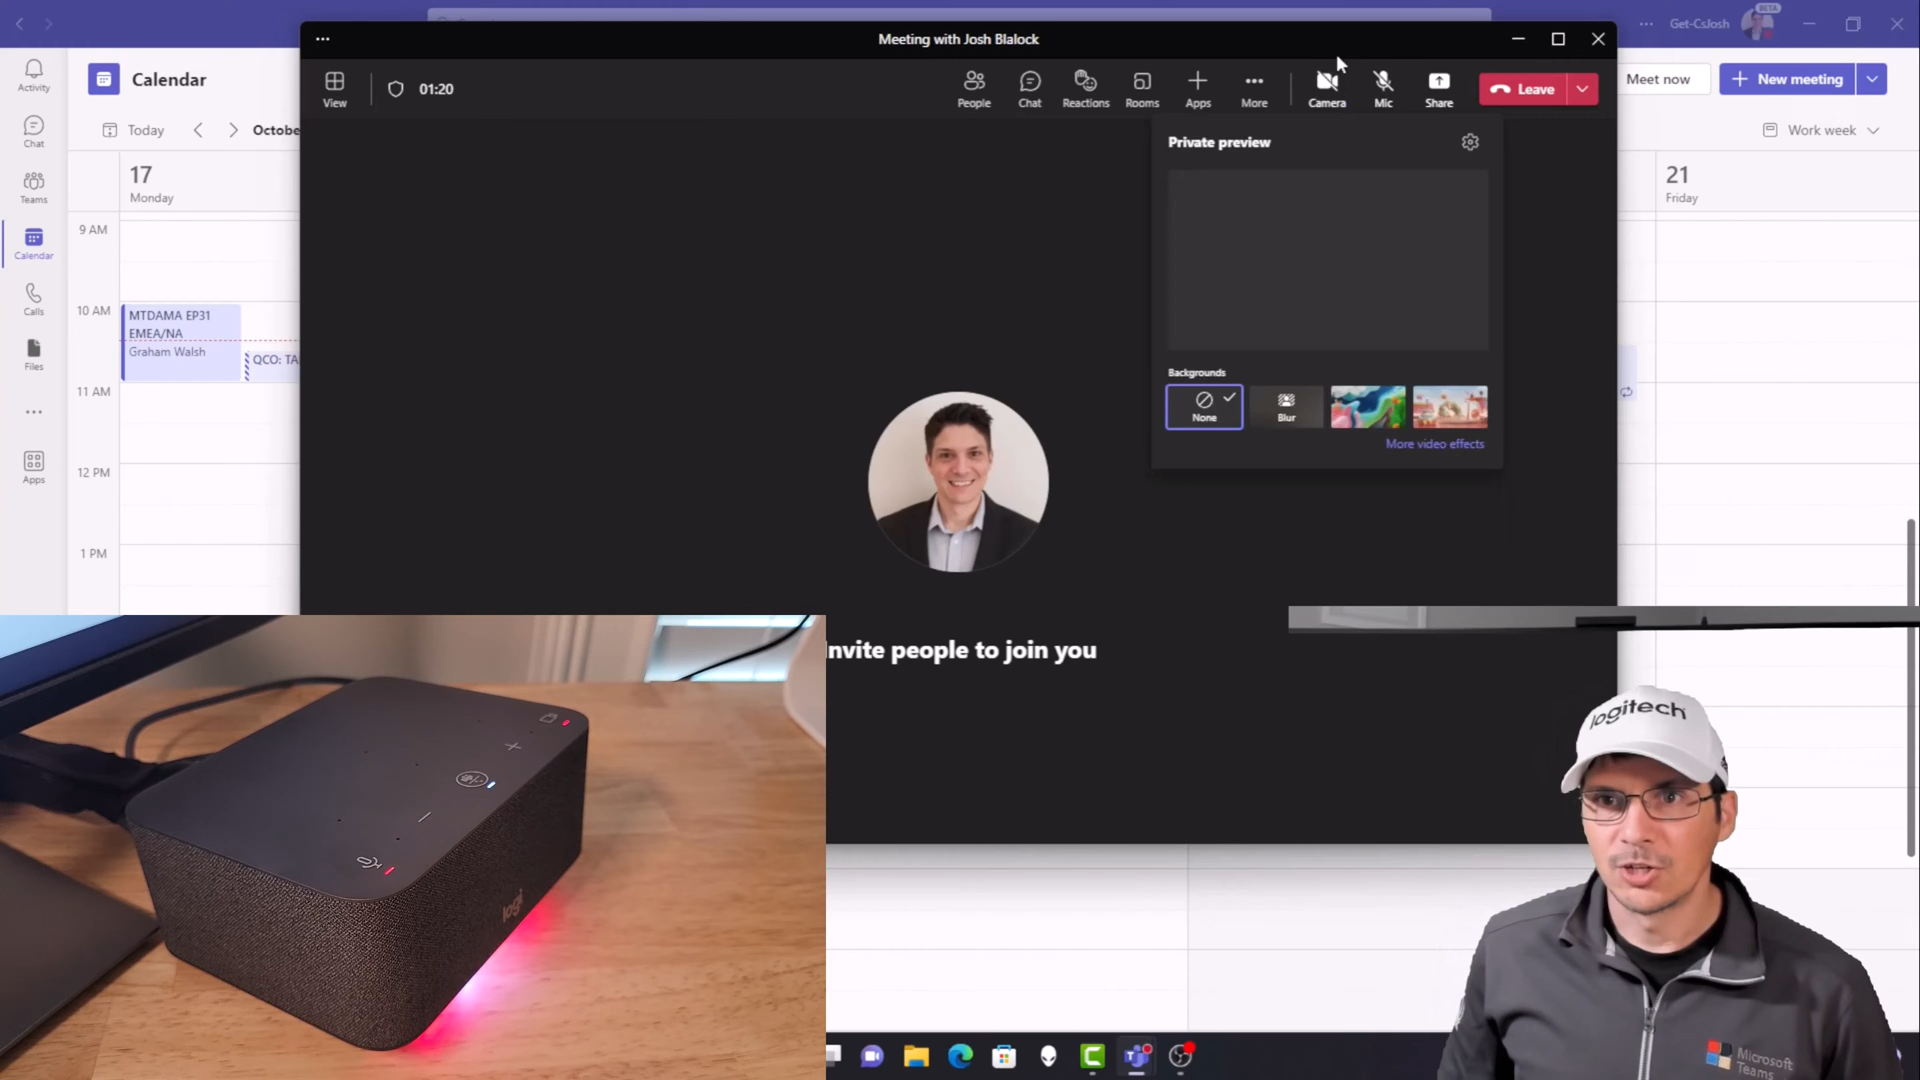 Meeting with Josh Blalock
Get-CsJosh
BETA
Activity
Chat
Teams
Calendar
Calls
Files
Apps
Calendar
Today
Octobe
View
01:20
People
Chat
Reactions
Rooms
Apps
More
Camera
Mic
Share
Leave
Meet now
New meeting
Work week
17
Monday
21
Friday
9 AM
10 AM
11 AM
12 PM
1 PM
MTDAMA EP31
EMEA/NA
Graham Walsh
QCO: TA
Private preview
Backgrounds
None
Blur
More video effects
nvite people to join you
logi
logitech
Microsoft
Teams